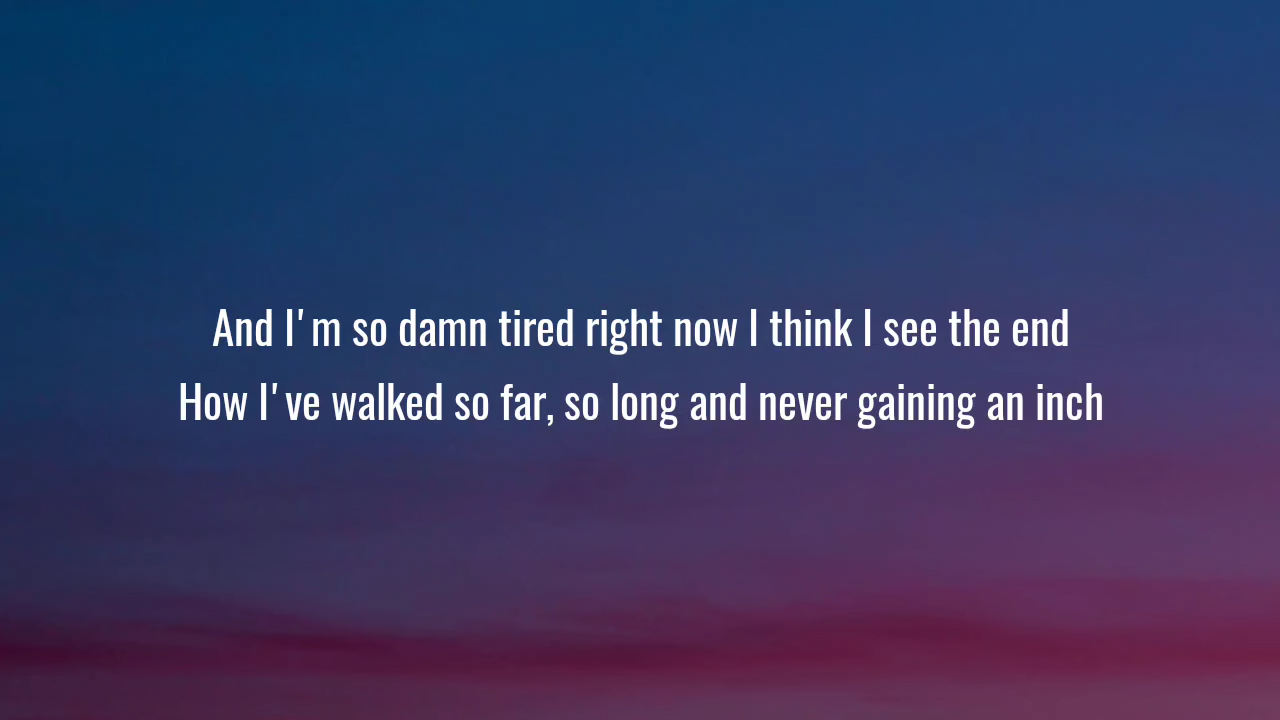 And I'm so damn tired right now I think I see the end
How I've walked so far, so long and never gaining an inch